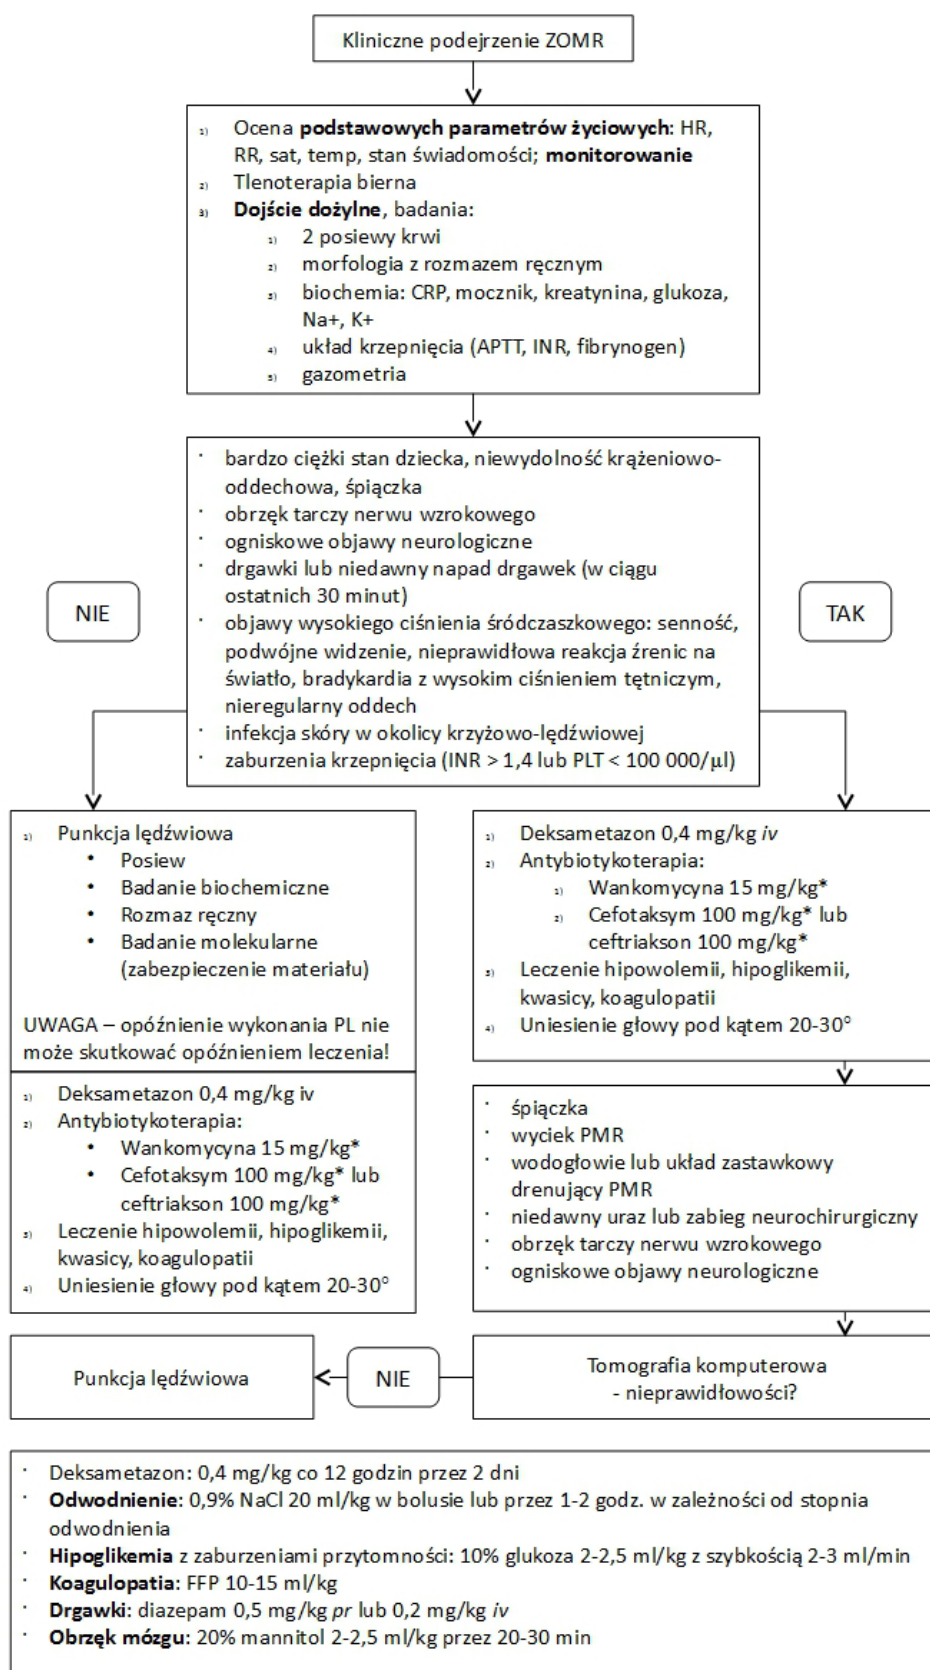 Kliniczne podejrzenie ZOMR
1) Ocena podstawowych parametrów życiowych: HR,
RR, sat, temp, stan świadomości; monitorowanie
2) Tlenoterapia bierna
3) Dojście dożylne, badania:
1) 2 posiewy krwi
2) morfologia z rozmazem ręcznym
3) biochemia: CRP, mocznik, kreatynina, glukoza,
Na+, K+
4) układ krzepnięcia (APTT, INR, fibrynogen)
5) gazometria
· bardzo ciężki stan dziecka, niewydolność krążeniowo-
oddechowa, śpiączka
· obrzęk tarczy nerwu wzrokowego
· ogniskowe objawy neurologiczne
· drgawki lub niedawny napad drgawek (w ciągu
ostatnich 30 minut)
· objawy wysokiego ciśnienia śródczaszkowego: senność,
podwójne widzenie, nieprawidłowa reakcja źrenic na
światło, bradykardia z wysokim ciśnieniem tętniczym,
nieregularny oddech
· infekcja skóry w okolicy krzyżowo-lędźwiowej
· zaburzenia krzepnięcia (INR > 1,4 lub PLT < 100 000/µl)
NIE
TAK
1) Punkcja lędźwiowa
• Posiew
• Badanie biochemiczne
• Rozmaz ręczny
• Badanie molekularne
(zabezpieczenie materiału)
UWAGA – opóźnienie wykonania PL nie
może skutkować opóźnieniem leczenia!
1) Deksametazon 0,4 mg/kg iv
2) Antybiotykoterapia:
• Wankomycyna 15 mg/kg*
• Cefotaksym 100 mg/kg* lub
ceftriakson 100 mg/kg*
3) Leczenie hipowolemii, hipoglikemii,
kwasicy, koagulopatii
4) Uniesienie głowy pod kątem 20-30°
1) Deksametazon 0,4 mg/kg iv
2) Antybiotykoterapia:
1) Wankomycyna 15 mg/kg*
2) Cefotaksym 100 mg/kg* lub
ceftriakson 100 mg/kg*
3) Leczenie hipowolemii, hipoglikemii,
kwasicy, koagulopatii
4) Uniesienie głowy pod kątem 20-30°
· śpiączka
· wyciek PMR
· wodogłowie lub układ zastawkowy
drenujący PMR
· niedawny uraz lub zabieg neurochirurgiczny
· obrzęk tarczy nerwu wzrokowego
· ogniskowe objawy neurologiczne
Punkcja lędźwiowa
NIE
Tomografia komputerowa
- nieprawidłowości?
· Deksametazon: 0,4 mg/kg co 12 godzin przez 2 dni
· Odwodnienie: 0,9% NaCl 20 ml/kg w bolusie lub przez 1-2 godz. w zależności od stopnia
odwodnienia
· Hipoglikemia z zaburzeniami przytomności: 10% glukoza 2-2,5 ml/kg z szybkością 2-3 ml/min
· Koagulopatia: FFP 10-15 ml/kg
· Drgawki: diazepam 0,5 mg/kg pr lub 0,2 mg/kg iv
· Obrzęk mózgu: 20% mannitol 2-2,5 ml/kg przez 20-30 min